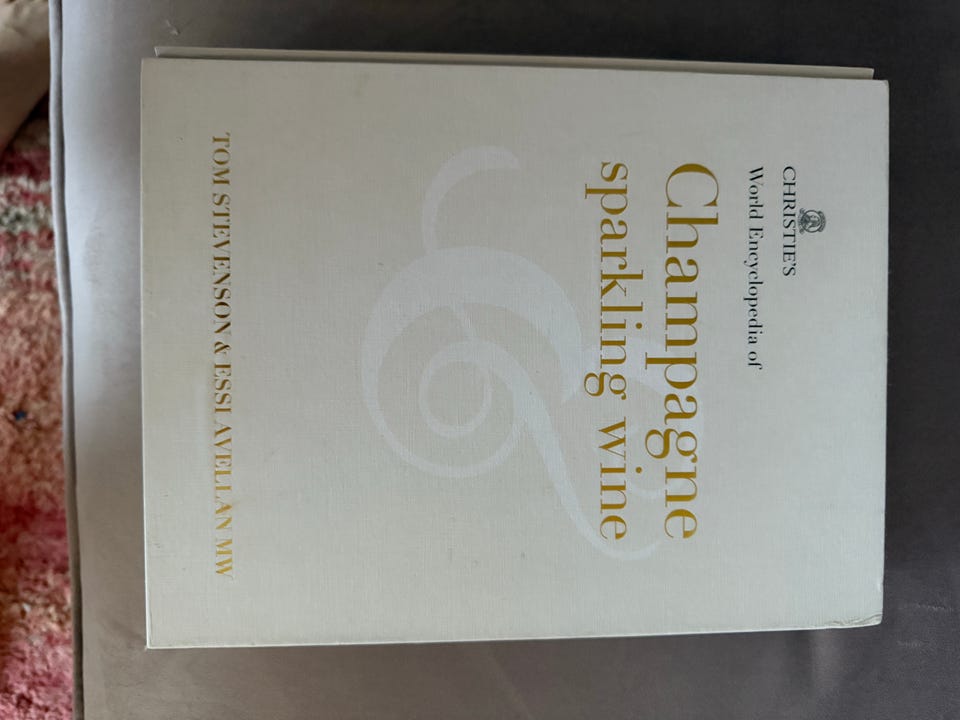 CHRISTIE'S
World Encyclopedia of
Champagne
&
sparkling wine
TOM STEVENSON & ESSI AVELLAN MW